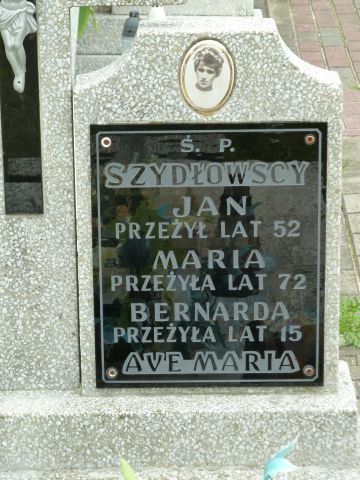 Ś. P.
SZYDŁOWSCY
JAN
PRZEŻYŁ LAT 52
MARIA
PRZEŻYŁA LAT 72
BERNARDA
PRZEŻYŁA LAT 15
AVE MARIA